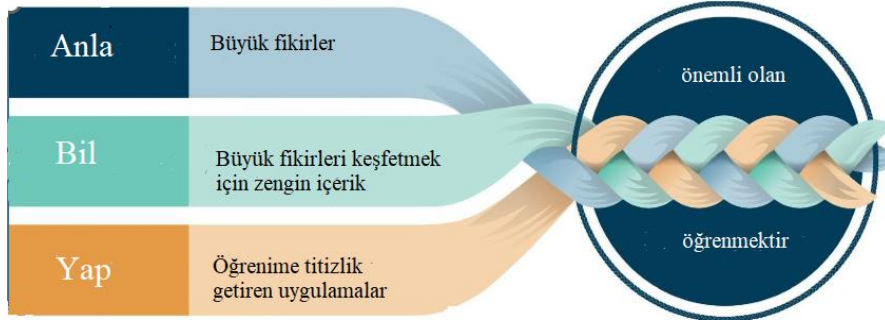 Anla
Büyük fikirler
Bil
Büyük fikirleri keşfetmek
için zengin içerik
Yap
Öğrenime titizlik
getiren uygulamalar
önemli olan
öğrenmektir